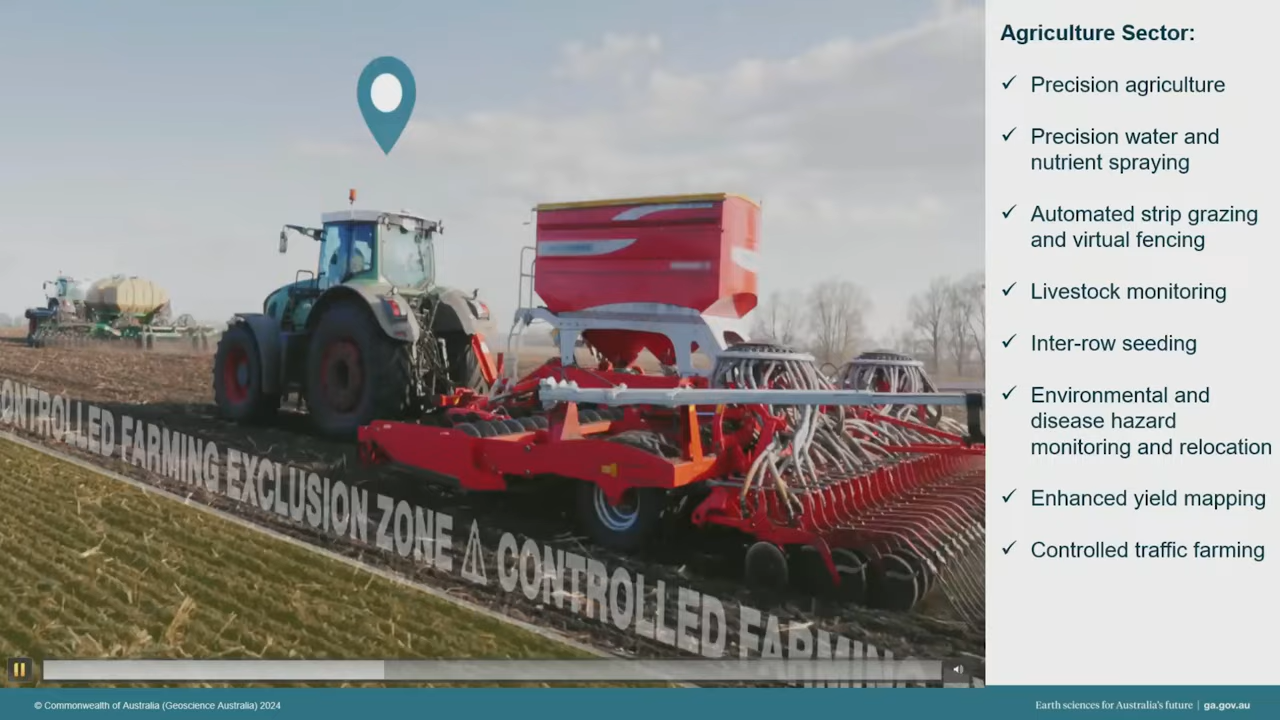 Agriculture Sector:
✓ Precision agriculture
✓ Precision water and
nutrient spraying
✓ Automated strip grazing
and virtual fencing
✓ Livestock monitoring
✓ Inter-row seeding
✓ Environmental and
disease hazard
monitoring and relocation
✓ Enhanced yield mapping
✓ Controlled traffic farming
ONTROLLED FARMING EXCLUSION ZONE ⚠ CONTROLLED FARMING
© Commonwealth of Australia (Geoscience Australia) 2024
Earth sciences for Australia's future | ga.gov.au